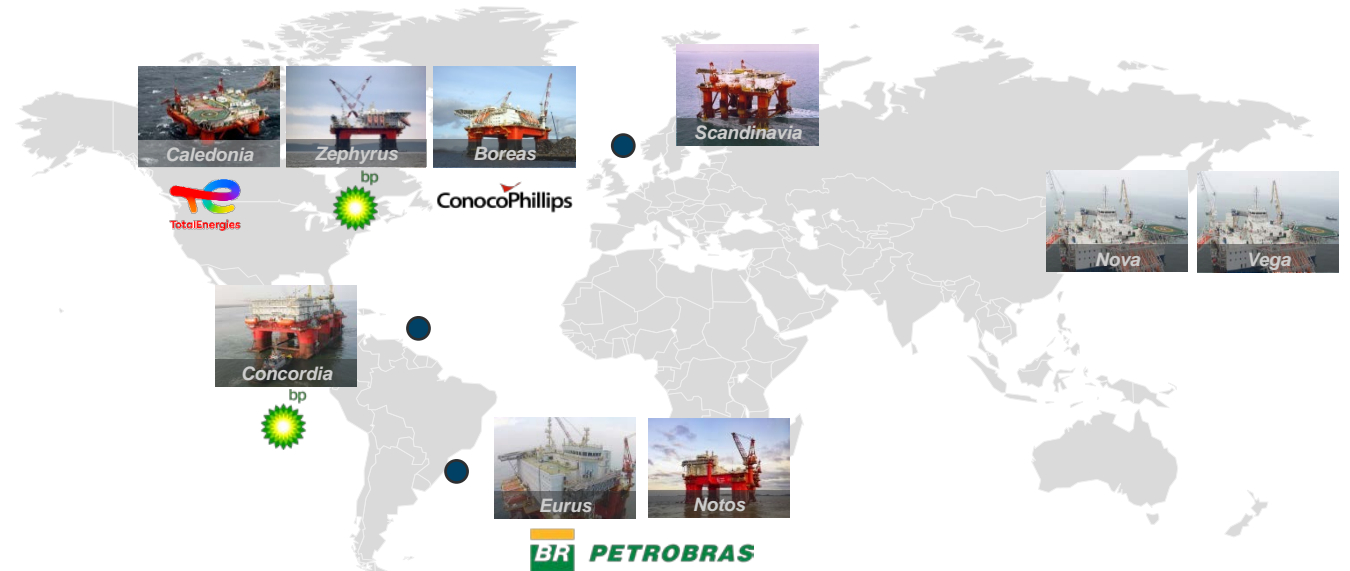 Scandinavia
Caledonia
Zephyrus
Boreas
TotalEnergies
bp
ConocoPhillips
Nova
Vega
Concordia
bp
Eurus
Notos
BR PETROBRAS